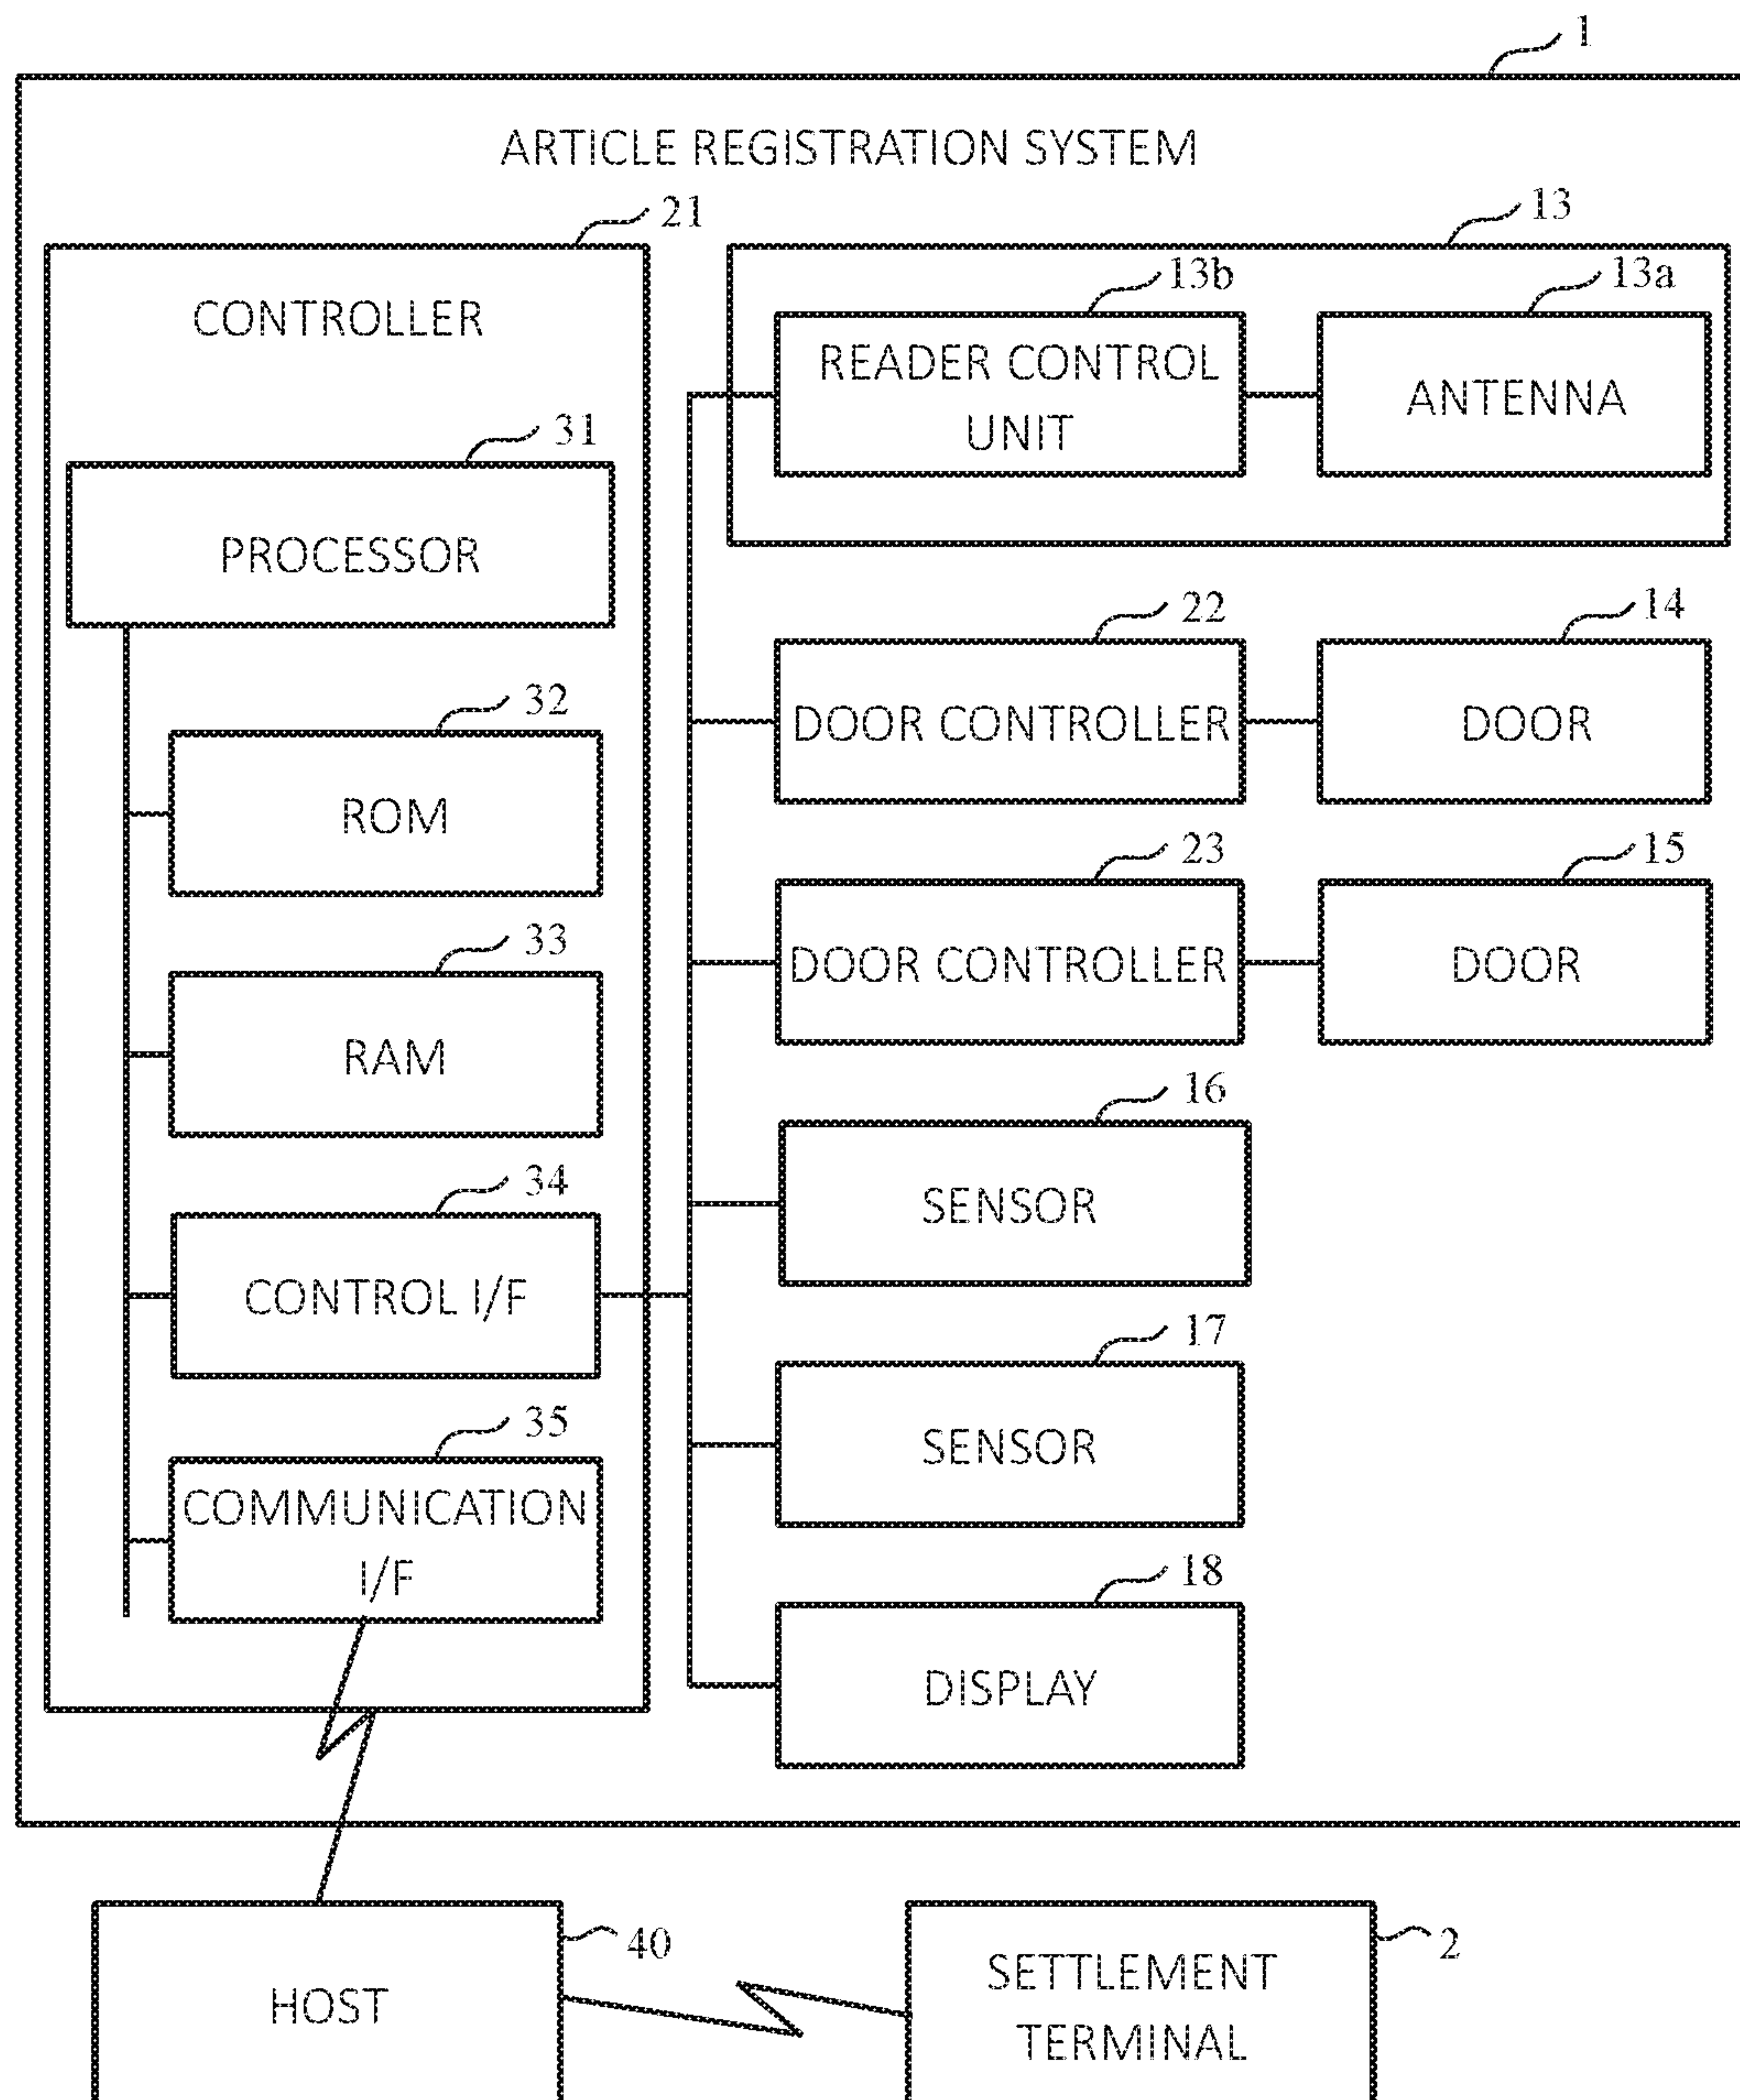 1
ARTICLE REGISTRATION SYSTEM
21
CONTROLLER
31
PROCESSOR
32
ROM
33
RAM
34
CONTROL I/F
35
COMMUNICATION
I/F
13
13b
READER CONTROL
UNIT
13a
ANTENNA
22
DOOR CONTROLLER
14
DOOR
23
DOOR CONTROLLER
15
DOOR
16
SENSOR
17
SENSOR
18
DISPLAY
40
HOST
2
SETTLEMENT
TERMINAL